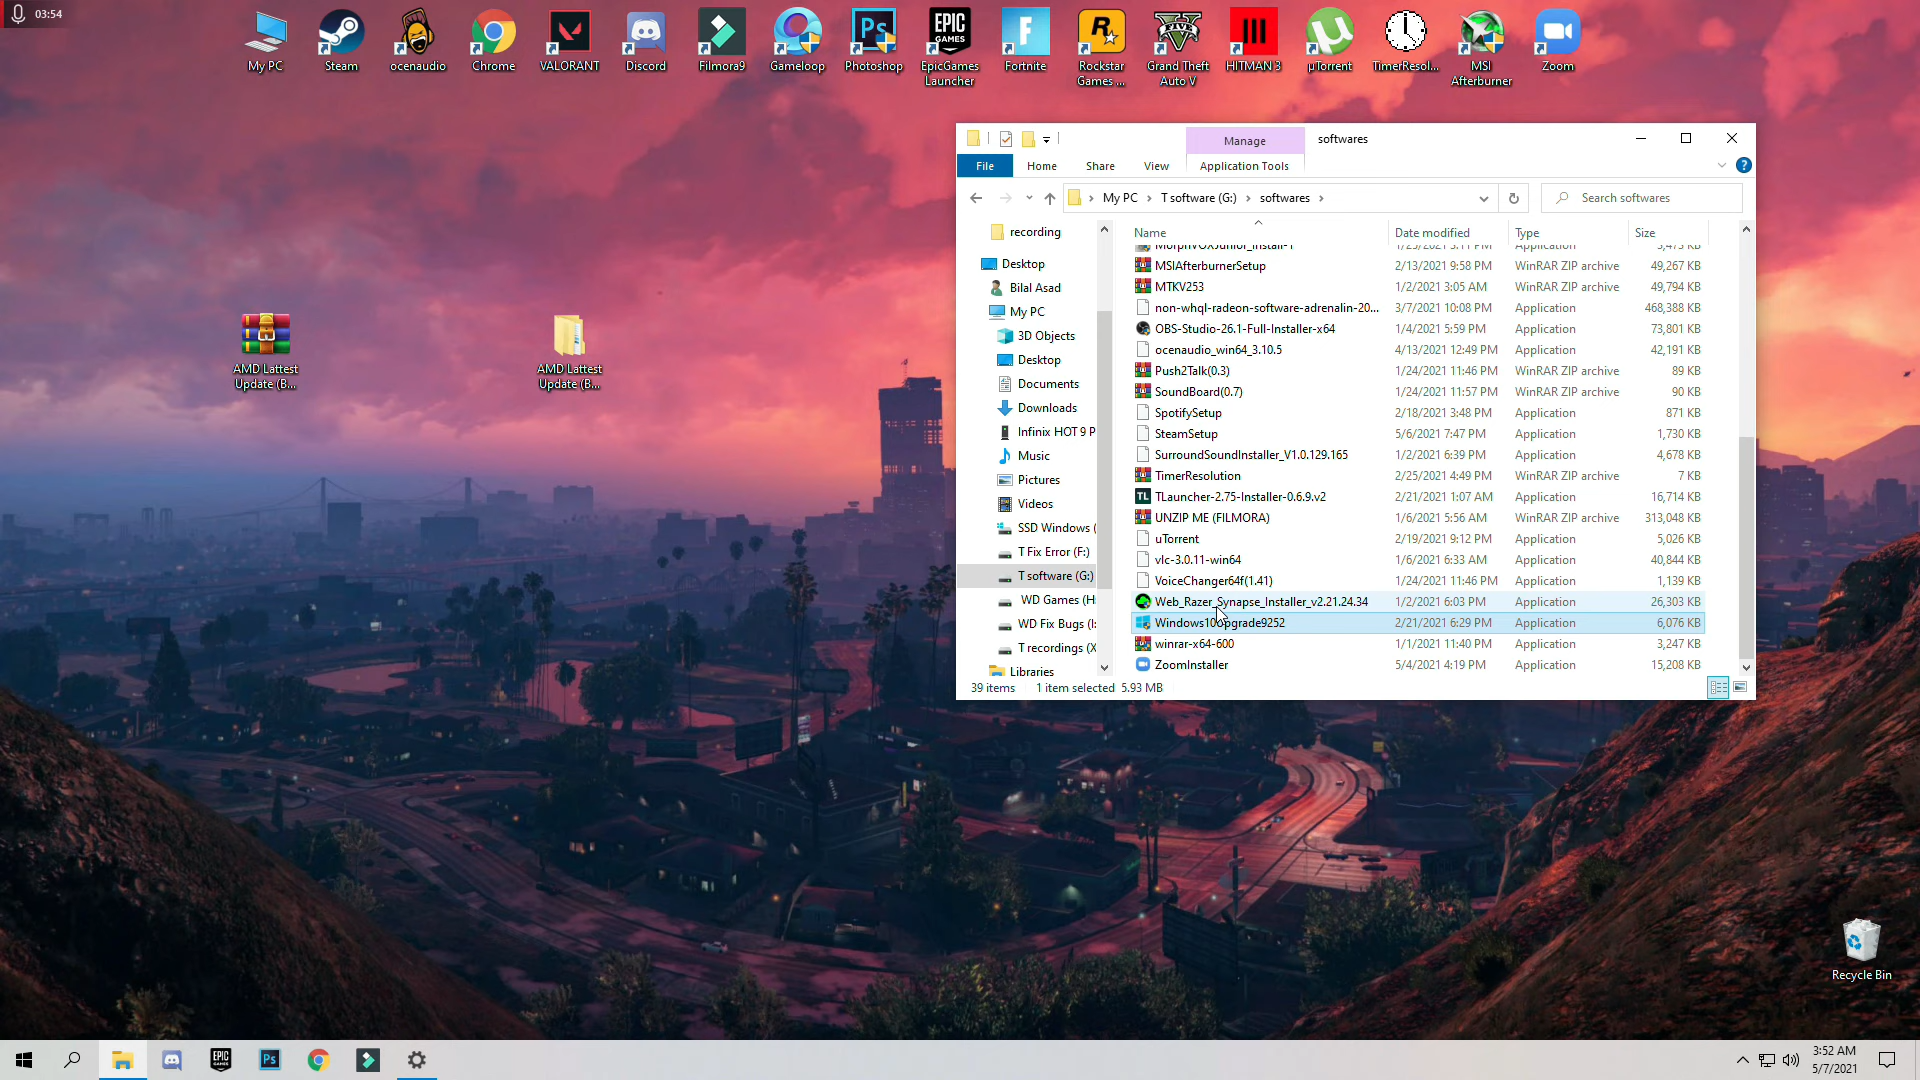 03:54
My PC
Steam
ocenaudio
Chrome
VALORANT
Discord
Filmora9
Gameloop
Photoshop
EpicGames
Launcher
Fortnite
Rockstar
Games ...
Grand Theft
Auto V
HITMAN 3
µTorrent
TimerResol...
MSI
Afterburner
Zoom
AMD Lattest
Update (B...
AMD Lattest
Update (B...
Manage
softwares
File
Home
Share
View
Application Tools
My PC
T software (G:)
softwares
Search softwares
recording
Desktop
Bilal Asad
My PC
3D Objects
Desktop
Documents
Downloads
Infinix HOT 9 P
Music
Pictures
Videos
SSD Windows (
T Fix Error (F:)
T software (G:)
WD Games (H:
WD Fix Bugs (I:
T recordings (X
Libraries
Name Date modified Type Size
MorphVOXJunior_Install-1 1/25/2021 3:11 PM Application 3,473 KB
MSIAfterburnerSetup 2/13/2021 9:58 PM WinRAR ZIP archive 49,267 KB
MTKV253 1/2/2021 3:05 AM WinRAR ZIP archive 49,794 KB
non-whql-radeon-software-adrenalin-20... 3/7/2021 10:08 PM Application 468,388 KB
OBS-Studio-26.1-Full-Installer-x64 1/4/2021 5:59 PM Application 73,801 KB
ocenaudio_win64_3.10.5 4/13/2021 12:49 PM Application 42,191 KB
Push2Talk(0.3) 1/24/2021 11:46 PM WinRAR ZIP archive 89 KB
SoundBoard(0.7) 1/24/2021 11:57 PM WinRAR ZIP archive 90 KB
SpotifySetup 2/18/2021 3:48 PM Application 871 KB
SteamSetup 5/6/2021 7:47 PM Application 1,730 KB
SurroundSoundInstaller_V1.0.129.165 1/2/2021 6:39 PM Application 4,678 KB
TimerResolution 2/25/2021 4:49 PM WinRAR ZIP archive 7 KB
TLauncher-2.75-Installer-0.6.9.v2 2/21/2021 1:07 AM Application 16,714 KB
UNZIP ME (FILMORA) 1/6/2021 5:56 AM WinRAR ZIP archive 313,048 KB
uTorrent 2/19/2021 9:12 PM Application 5,026 KB
vlc-3.0.11-win64 1/6/2021 6:33 AM Application 40,844 KB
VoiceChanger64f(1.41) 1/24/2021 11:46 PM Application 1,139 KB
Web_Razer_Synapse_Installer_v2.21.24.34 1/2/2021 6:03 PM Application 26,303 KB
Windows10Upgrade9252 2/21/2021 6:29 PM Application 6,076 KB
winrar-x64-600 1/1/2021 11:40 PM Application 3,247 KB
ZoomInstaller 5/4/2021 4:19 PM Application 15,208 KB
39 items 1 item selected 5.93 MB
Recycle Bin
3:52 AM
5/7/2021